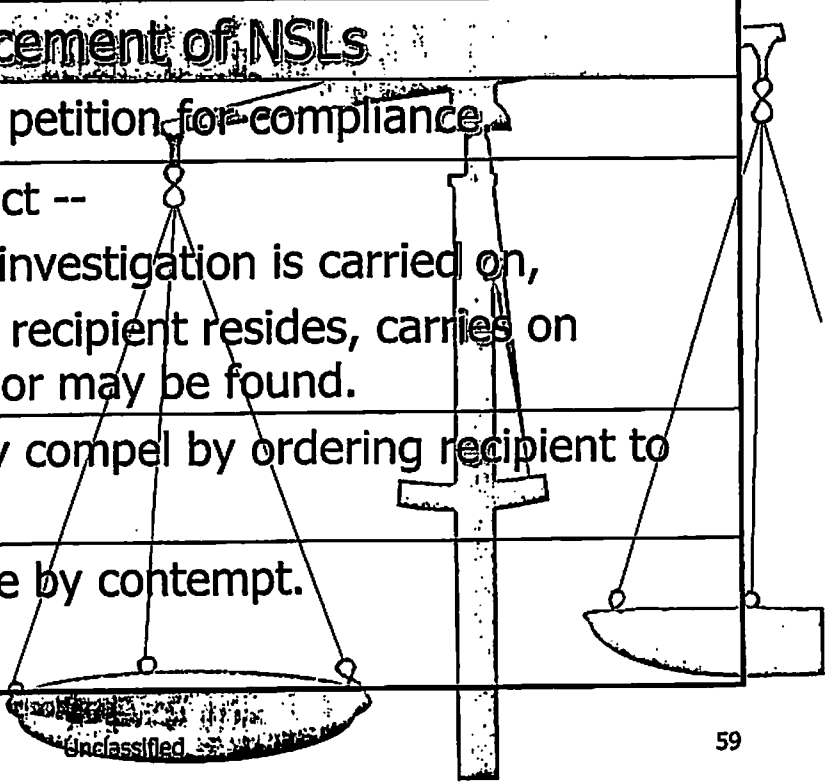 cement of NSLs
petition for compliance
ct --
investigation is carried on,
recipient resides, carries on
or may be found.
y compel by ordering recipient to
e by contempt.
Unclassified
59